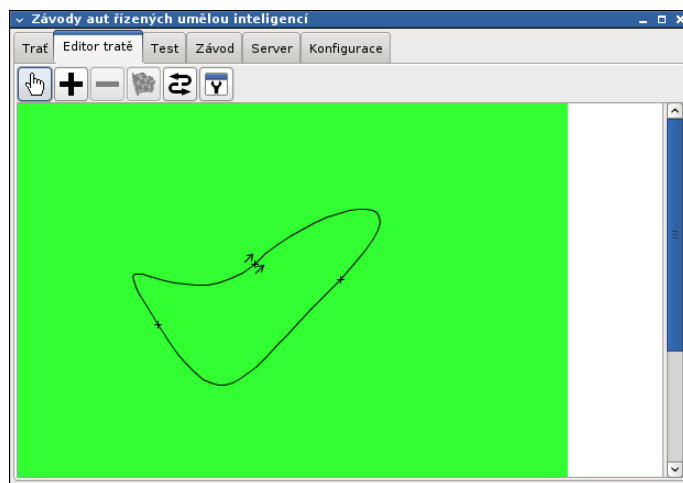 Závody aut řízených umělou inteligencí
Trať Editor tratě Test Závod Server Konfigurace